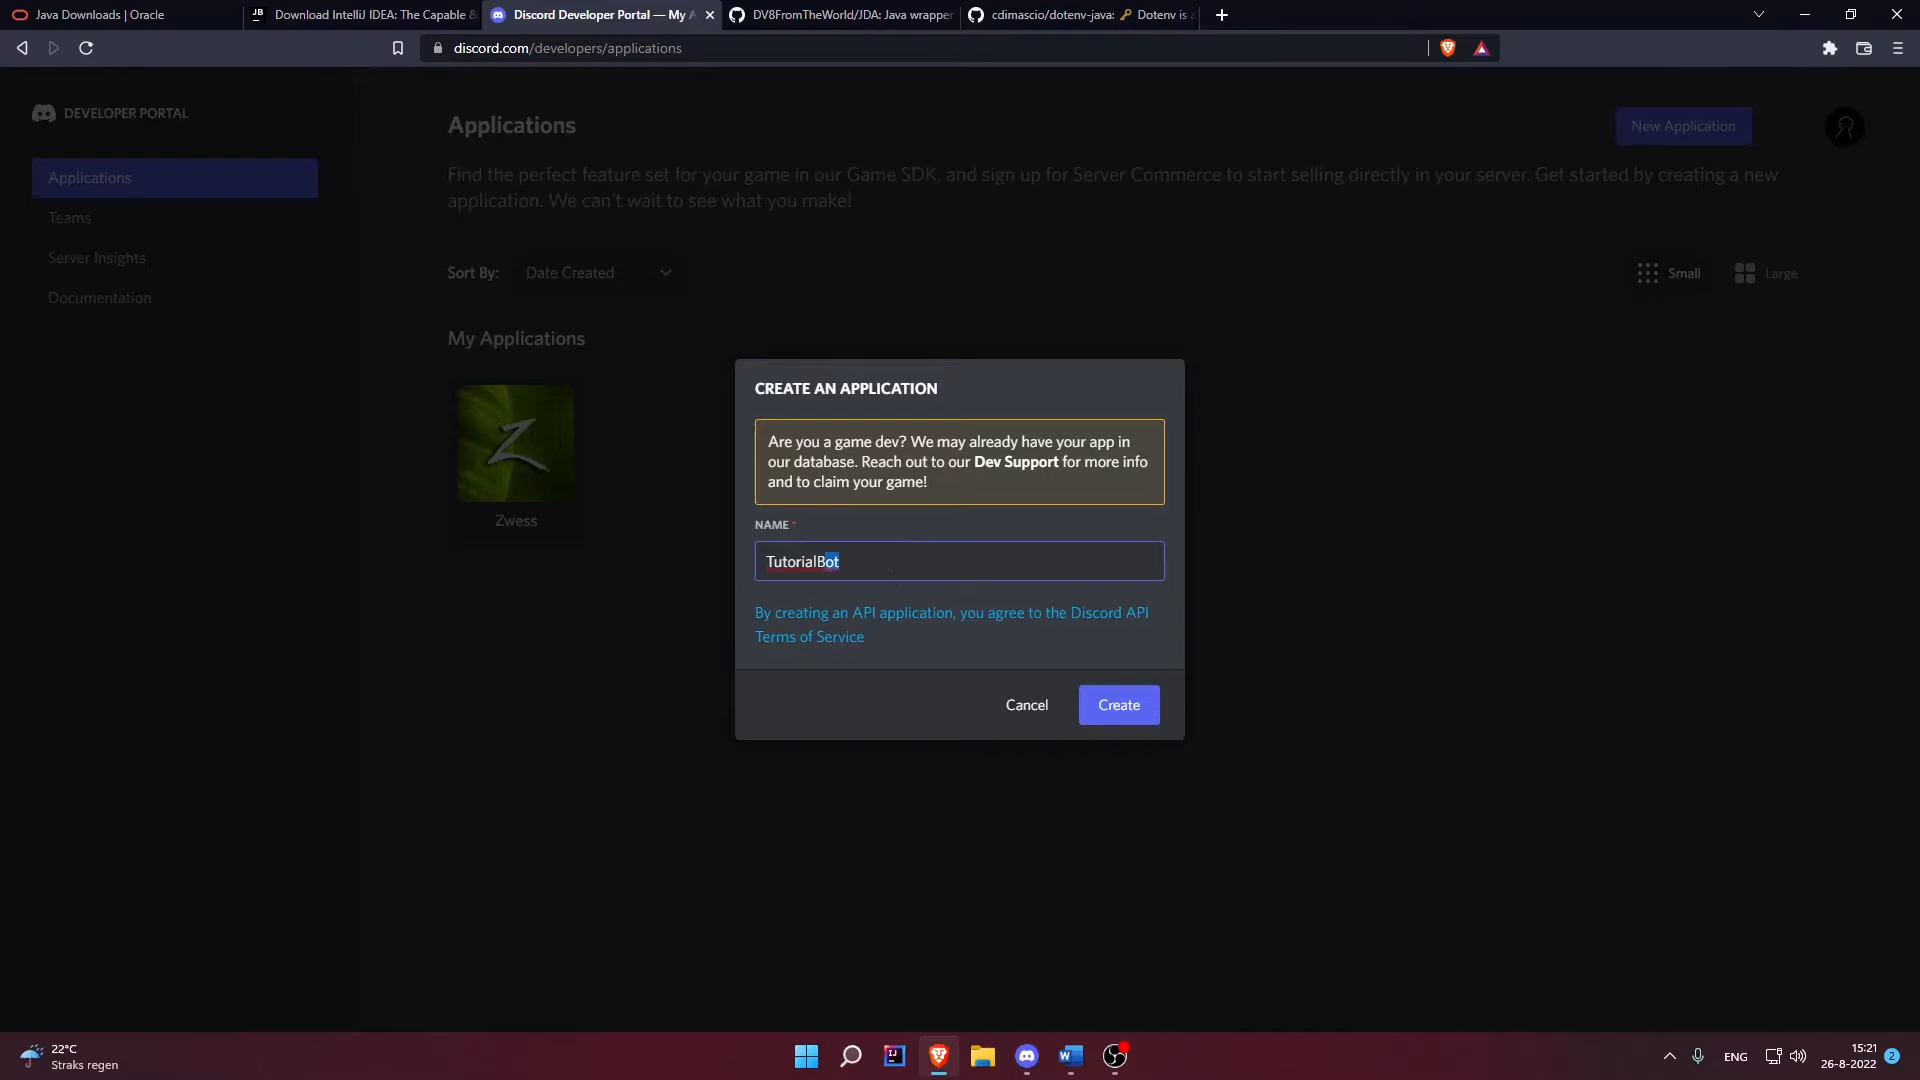 Java Downloads | Oracle
JB Download IntelliJ IDEA: The Capable &
Discord Developer Portal — My A
DV8FromTheWorld/JDA: Java wrapper
cdimascio/dotenv-java: Dotenv is a
discord.com/developers/applications
DEVELOPER PORTAL
Applications
Teams
Server Insights
Documentation
Applications
New Application
Find the perfect feature set for your game in our Game SDK, and sign up for Server Commerce to start selling directly in your server. Get started by creating a new
application. We can't wait to see what you make!
Sort By: Date Created
Small Large
My Applications
Z
Zwess
CREATE AN APPLICATION
Are you a game dev? We may already have your app in
our database. Reach out to our Dev Support for more info
and to claim your game!
NAME *
TutorialBot
By creating an API application, you agree to the Discord API
Terms of Service
Cancel Create
22°C
Straks regen
IJ
W
ENG
15:21
26-8-2022
2